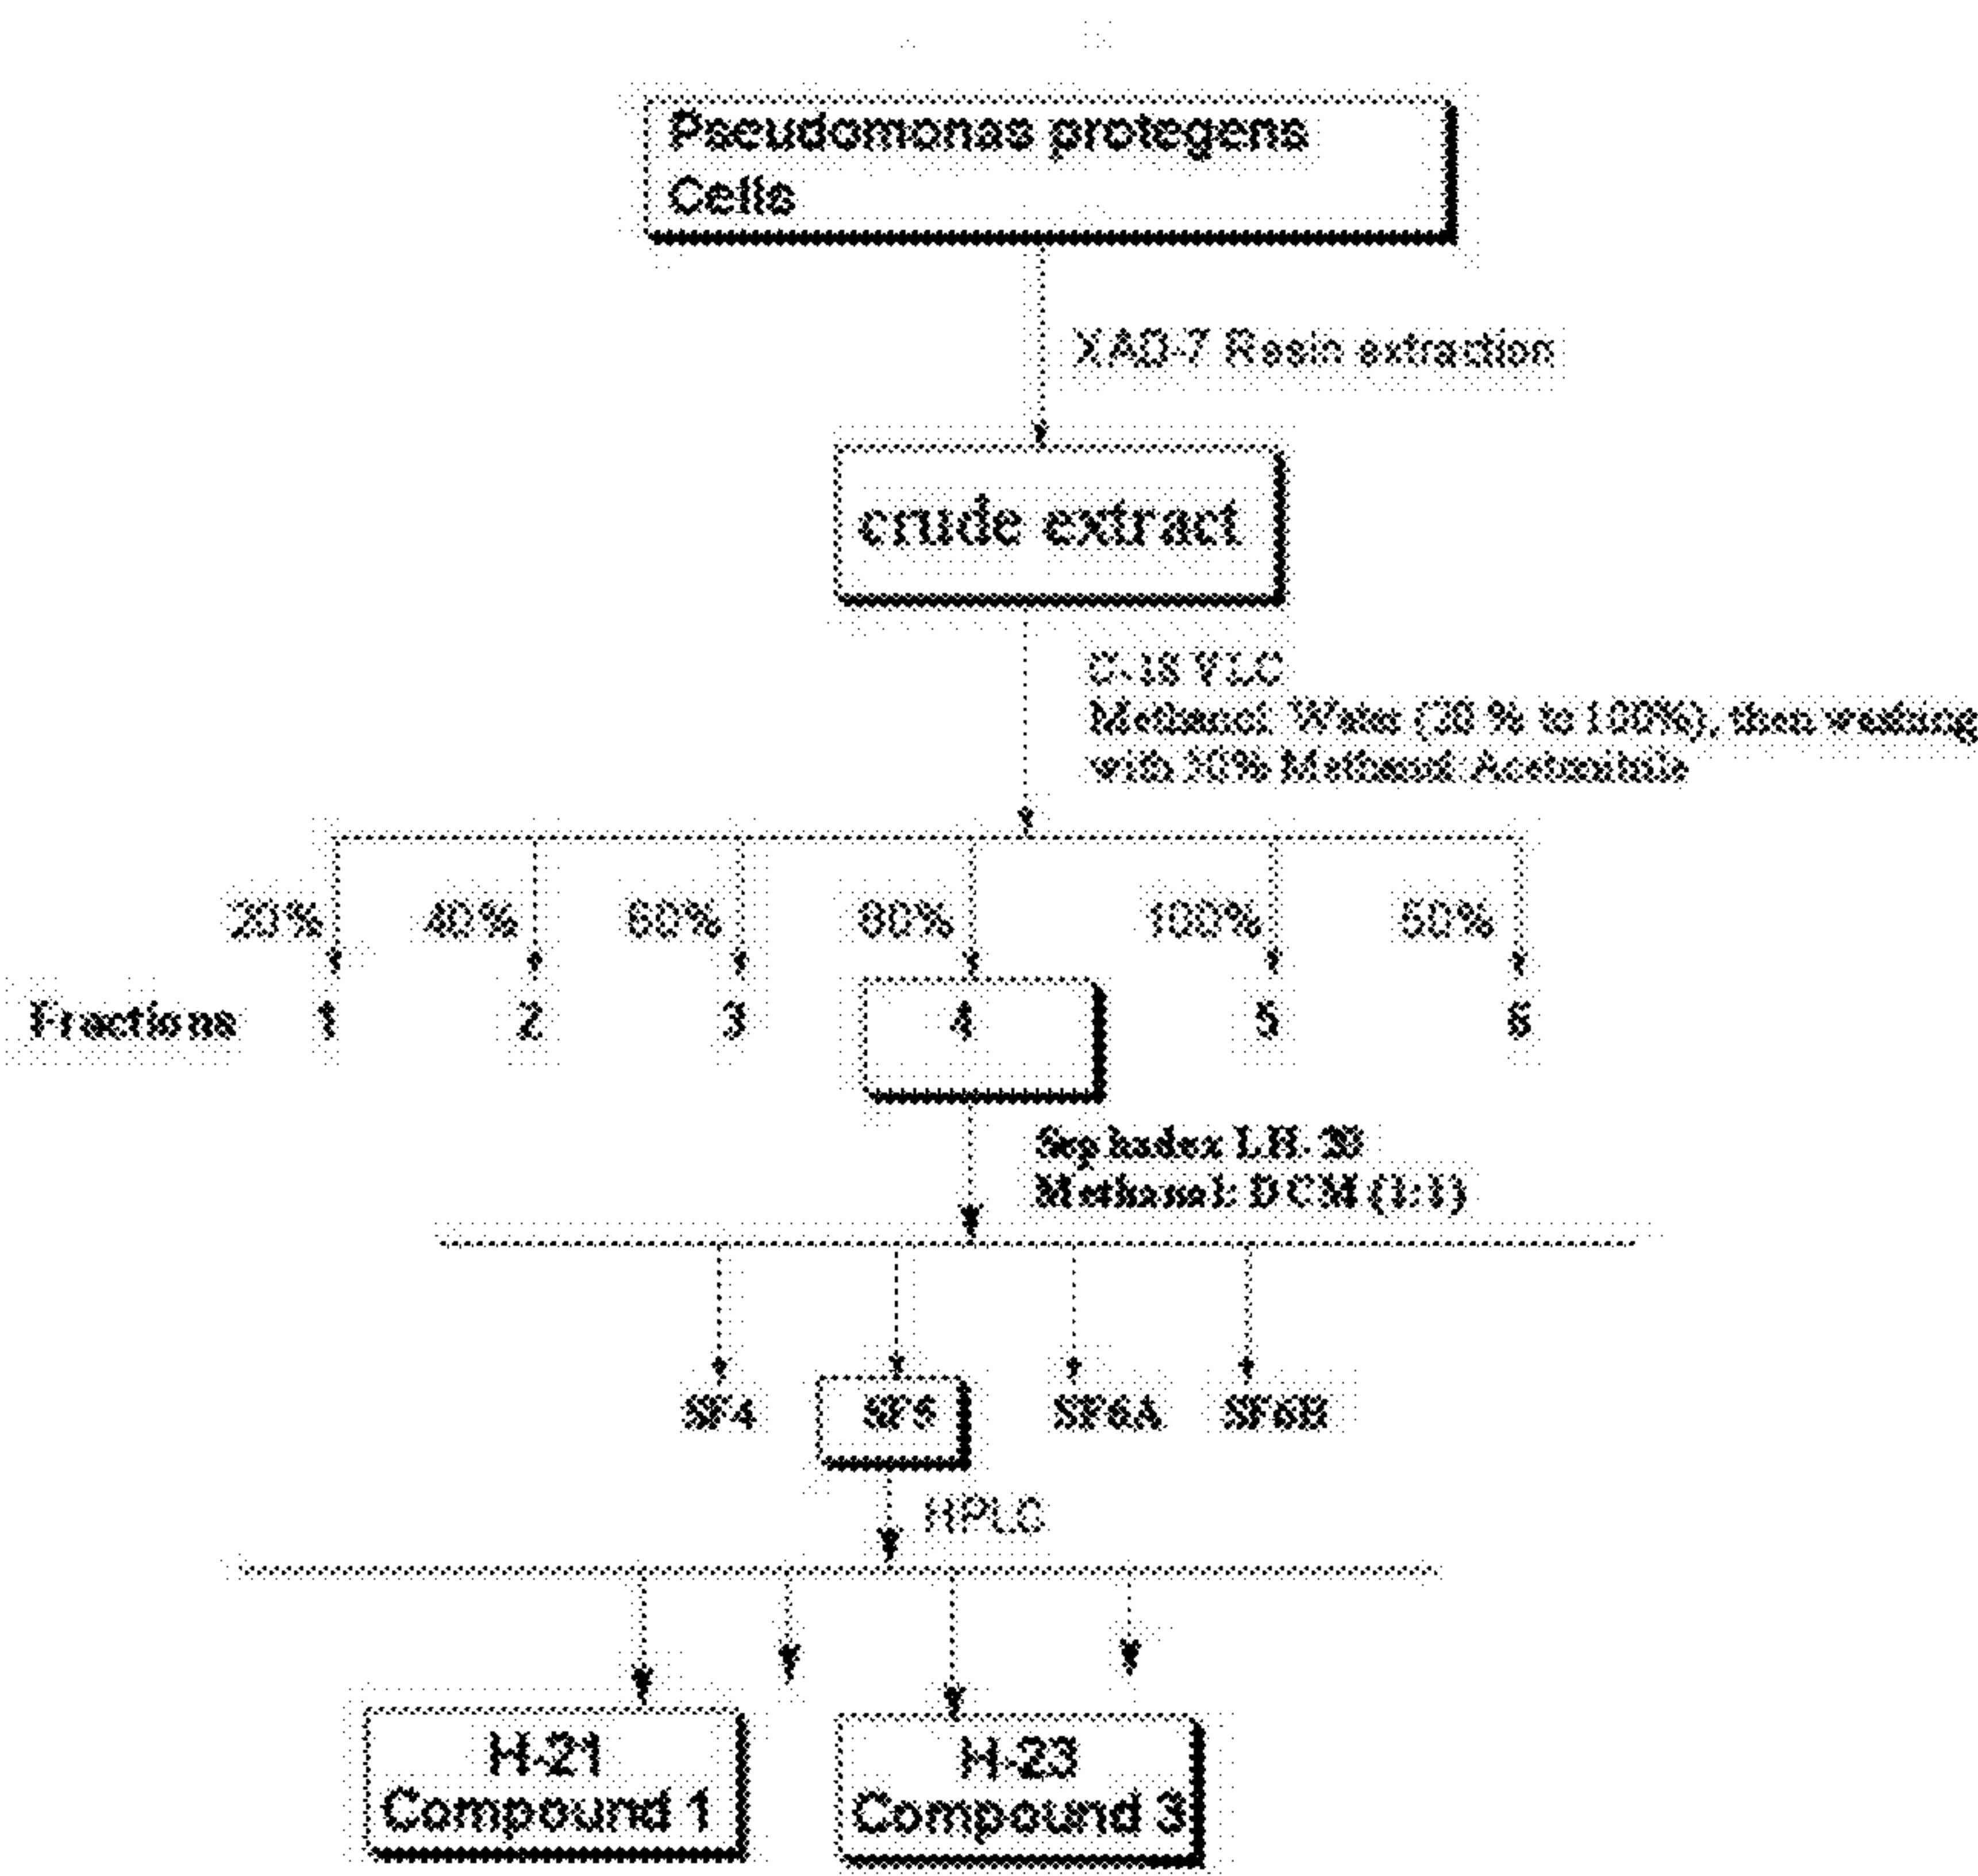 Pseudomonas protegens
Cells
XAD-7 Resin extraction
crude extract
C-18 VLC
Methanol: Water (20 % to 100%), then washing
with 50% Methanol: Acetonitrile
20%
40%
60%
80%
100%
50%
Fractions 1 2 3 4 5 6
Sephadex LH-20
Methanol: DCM (1:1)
SF4 SF5 SF6A SF6B
HPLC
H-21
Compound 1
H-23
Compound 3